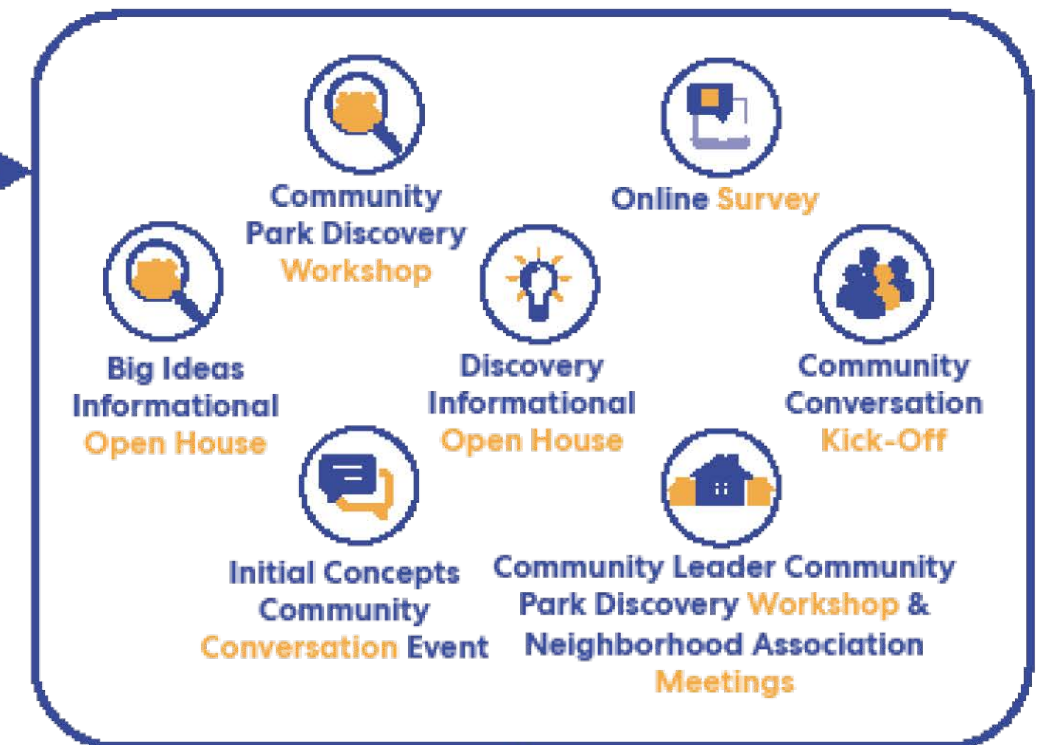 Community
Park Discovery
Workshop
Online Survey
Big Ideas
Informational
Open House
Discovery
Informational
Open House
Community
Conversation
Kick-Off
Initial Concepts
Community
Conversation Event
Community Leader Community
Park Discovery Workshop &
Neighborhood Association
Meetings